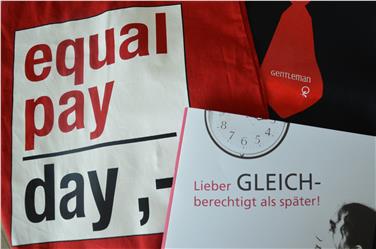 equal
pay
day ,-
GENTLEMAN
Lieber GLEICH-
berechtigt als später!